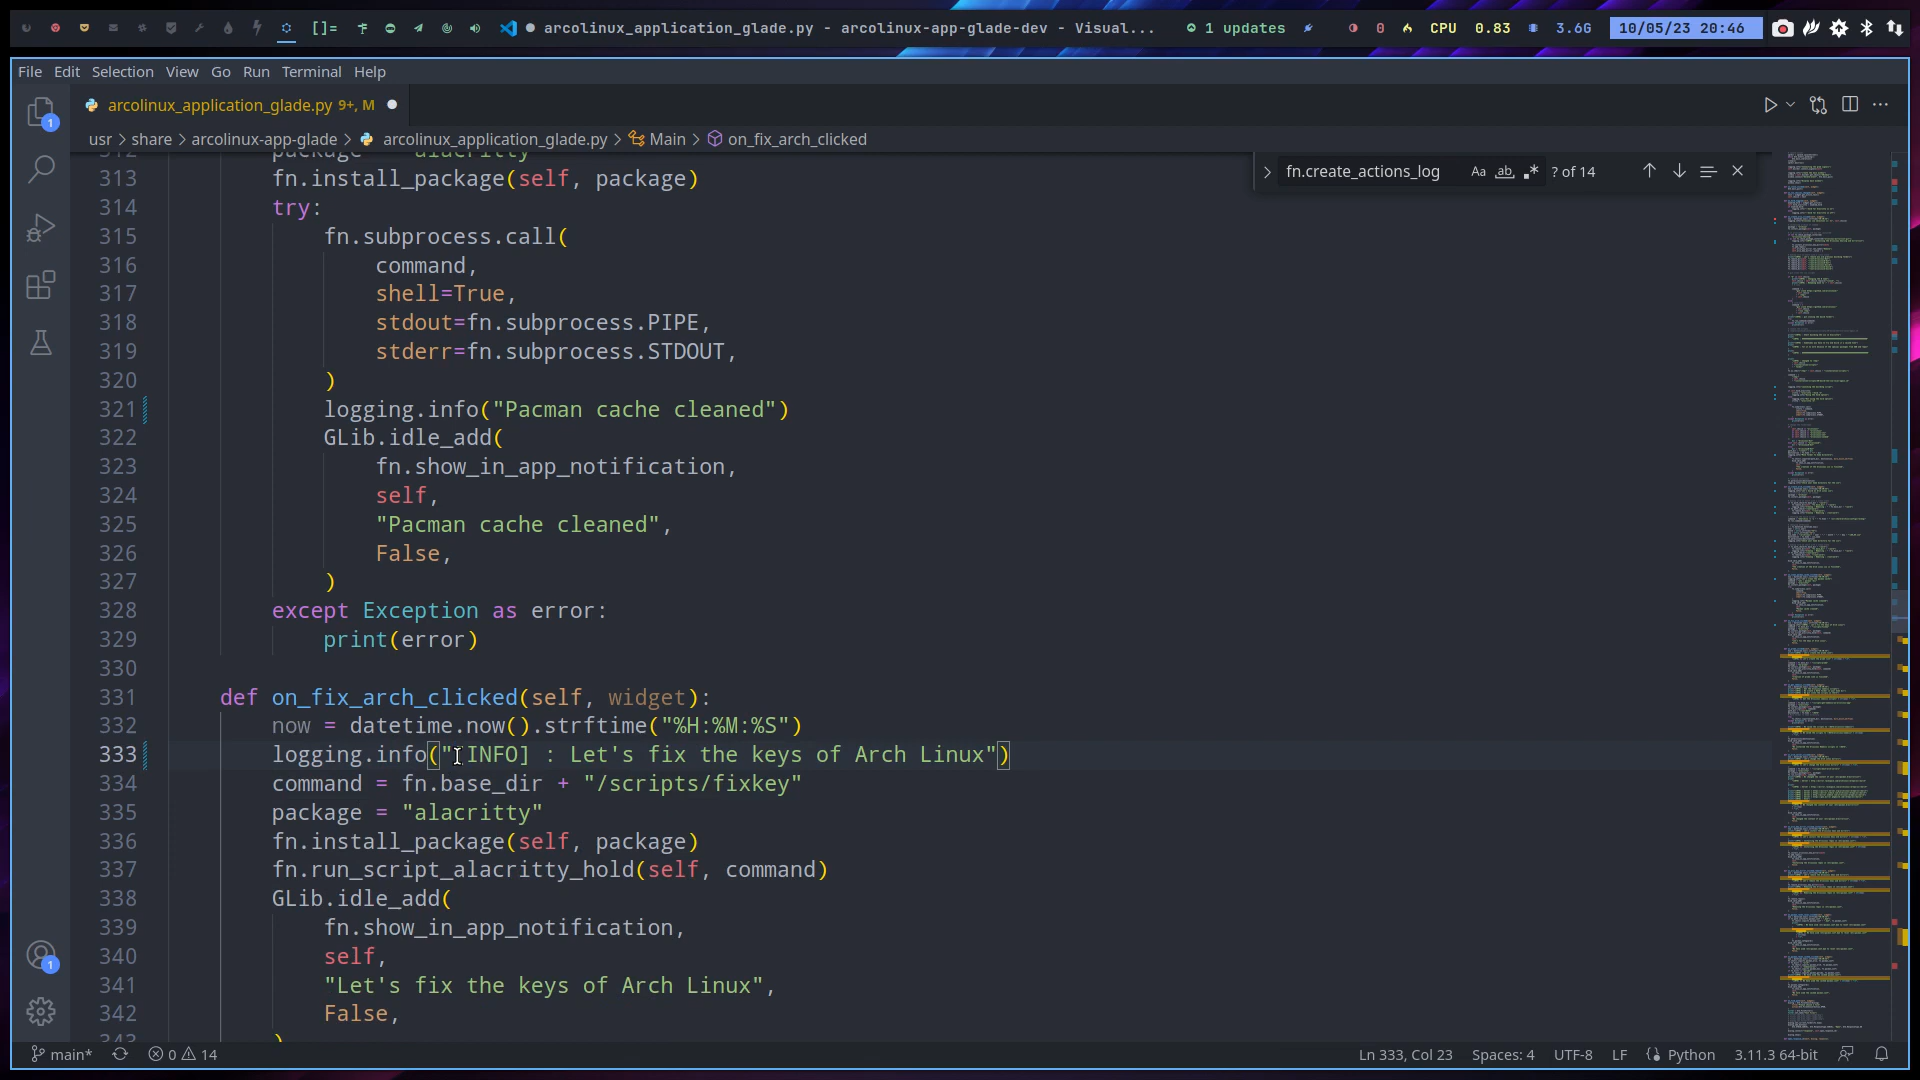 []= arcolinux_application_glade.py - arcolinux-app-glade-dev - Visual... 1 updates 0 CPU 0.83 3.6G 10/05/23 20:46
File Edit Selection View Go Run Terminal Help
arcolinux_application_glade.py 9+, M
usr > share > arcolinux-app-glade > arcolinux_application_glade.py > Main > on_fix_arch_clicked
fn.create_actions_log Aa ab .* ? of 14
312 package = "alacritty"
313 fn.install_package(self, package)
314 try:
315 fn.subprocess.call(
316 command,
317 shell=True,
318 stdout=fn.subprocess.PIPE,
319 stderr=fn.subprocess.STDOUT,
320 )
321 logging.info("Pacman cache cleaned")
322 GLib.idle_add(
323 fn.show_in_app_notification,
324 self,
325 "Pacman cache cleaned",
326 False,
327 )
328 except Exception as error:
329 print(error)
330
331 def on_fix_arch_clicked(self, widget):
332 now = datetime.now().strftime("%H:%M:%S")
333 logging.info("[INFO] : Let's fix the keys of Arch Linux")
334 command = fn.base_dir + "/scripts/fixkey"
335 package = "alacritty"
336 fn.install_package(self, package)
337 fn.run_script_alacritty_hold(self, command)
338 GLib.idle_add(
339 fn.show_in_app_notification,
340 self,
341 "Let's fix the keys of Arch Linux",
342 False,
343 )
1
1
main* 0 14 Ln 333, Col 23 Spaces: 4 UTF-8 LF Python 3.11.3 64-bit